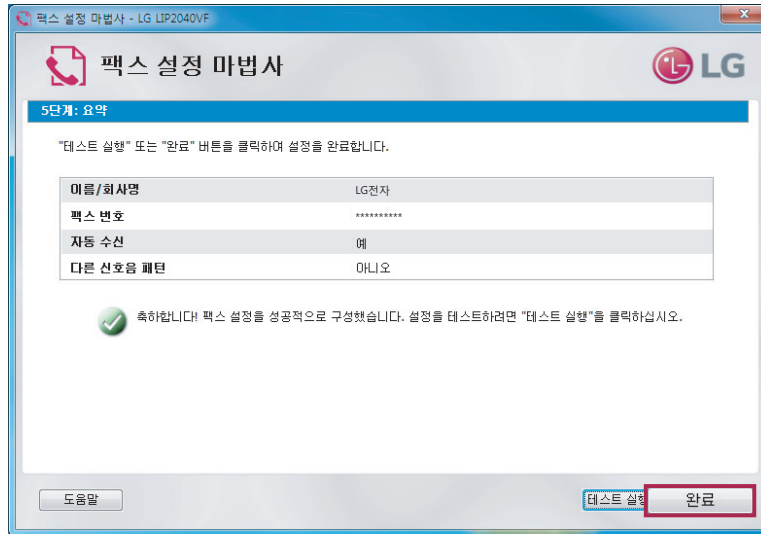 팩스 설정 마법사 - LG LIP2040VF
팩스 설정 마법사
LG
5단계: 요약
"테스트 실행" 또는 "완료" 버튼을 클릭하여 설정을 완료합니다.
이름/회사명 LG전자
팩스 번호 **********
자동 수신 예
다른 신호음 패턴 아니오
축하합니다! 팩스 설정을 성공적으로 구성했습니다. 설정을 테스트하려면 "테스트 실행"을 클릭하십시오.
도움말 테스트 실행 완료